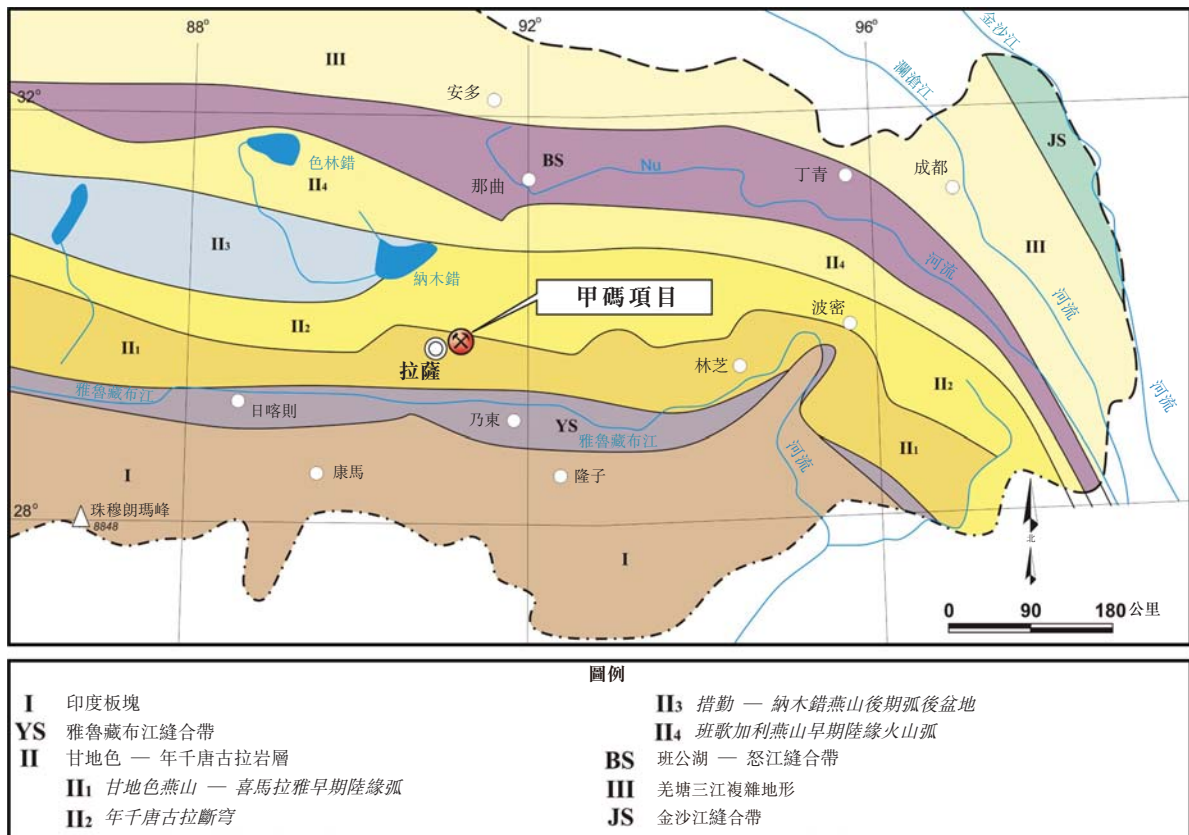 88°
92
96
金沙江
瀾滄江
III
安多
32°
JS
色林錯
BS
Nu
丁青
成都
那曲
II4
II3
III
II4
河流
河流
納木錯
甲碼項目
波密
II2
II1
拉薩
林芝
II2
河流
雅魯藏布江
日喀則
乃東
YS
雅魯藏布江
II1
河流
I
康馬
隆子
珠穆朗瑪峰
8848
28°
I
北
0 90 180 公里
圖例
I 印度板塊
YS 雅魯藏布江縫合帶
II 甘地色 — 年千唐古拉岩層
II1 甘地色燕山 — 喜馬拉雅早期陸緣弧
II2 年千唐古拉斷穹
II3 措勤 — 納木錯燕山後期弧後盆地
II4 班歌加利燕山早期陸緣火山弧
BS 班公湖 — 怒江縫合帶
III 羌塘三江複雜地形
JS 金沙江縫合帶